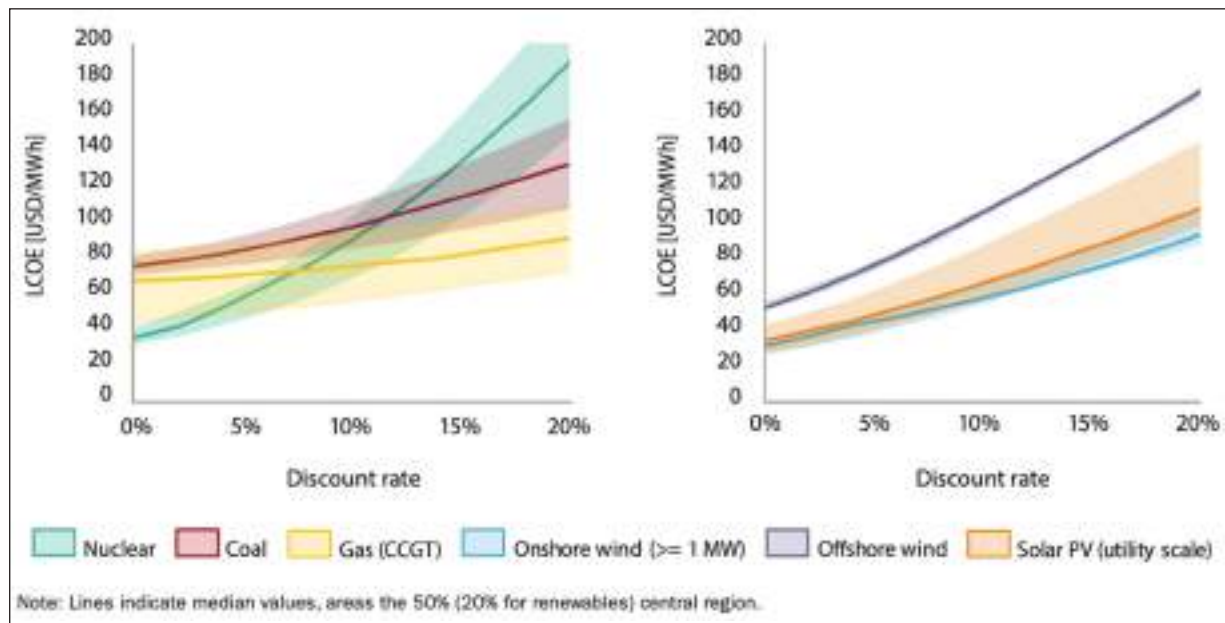 200
180
160
140
120
100
80
60
40
20
0
LCOE [USD/MWh]
0% 5% 10% 15% 20%
Discount rate
200
180
160
140
120
100
80
60
40
20
0
LCOE [USD/MWh]
0% 5% 10% 15% 20%
Discount rate
Nuclear Coal Gas (CCGT) Onshore wind (>= 1 MW) Offshore wind Solar PV (utility scale)
Note: Lines indicate median values, areas the 50% (20% for renewables) central region.